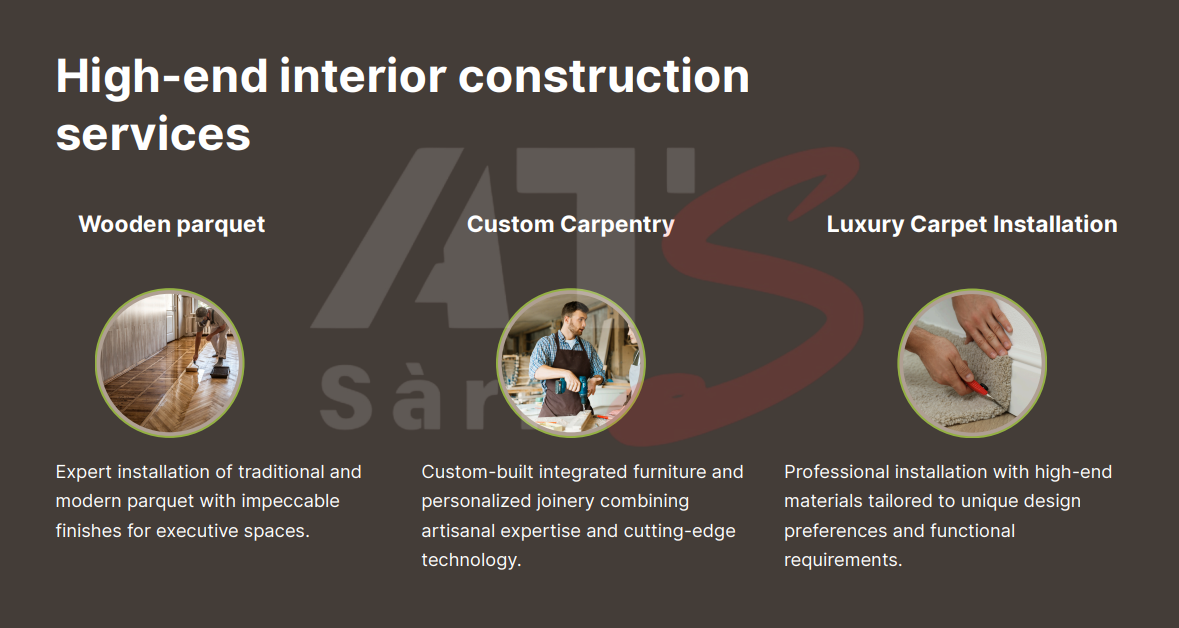 High-end interior construction
services
AT'S
Wooden parquet
Custom Carpentry
Luxury Carpet Installation
Expert installation of traditional and
modern parquet with impeccable
finishes for executive spaces.
Custom-built integrated furniture and
personalized joinery combining
artisanal expertise and cutting-edge
technology.
Professional installation with high-end
materials tailored to unique design
preferences and functional
requirements.